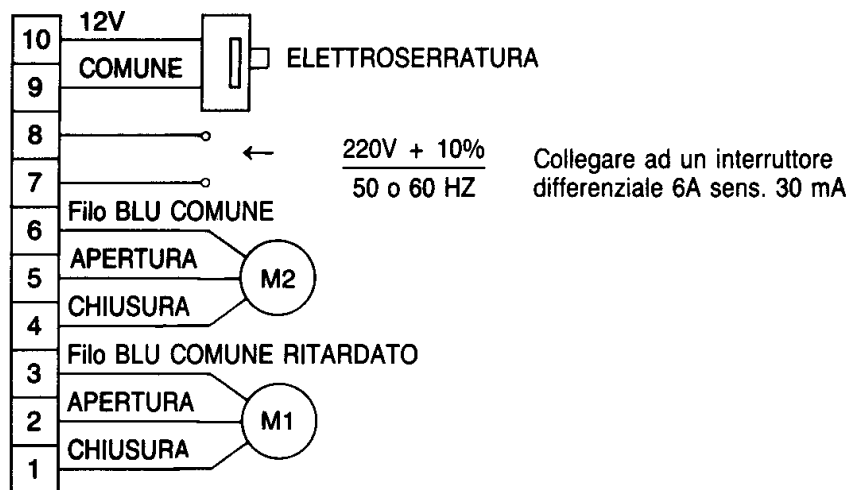 10 12V
COMUNE
ELETTROSERRATURA
9
8
220V + 10%
50 o 60 HZ
Collegare ad un interruttore
differenziale 6A sens. 30 mA
7
Filo BLU COMUNE
6
APERTURA
5
M2
CHIUSURA
4
Filo BLU COMUNE RITARDATO
3
APERTURA
2
M1
CHIUSURA
1